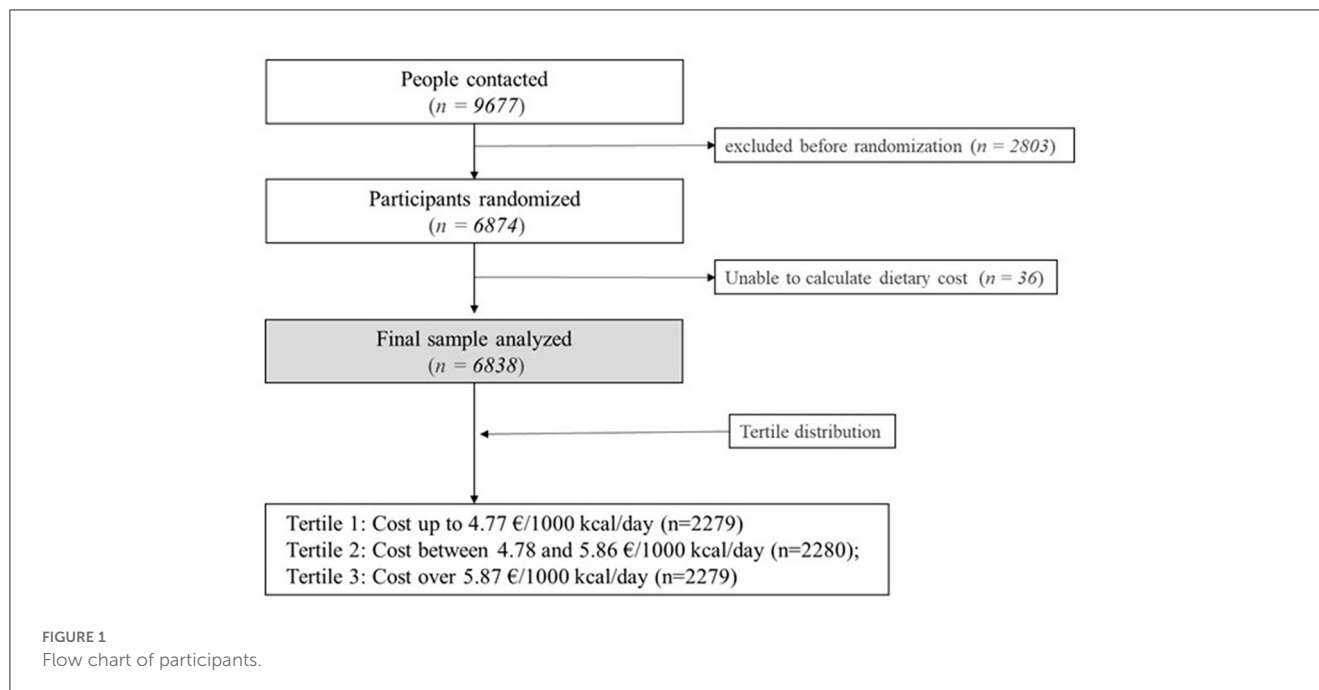 People contacted
(n = 9677)
excluded before randomization (n = 2803)
Participants randomized
(n = 6874)
Unable to calculate dietary cost (n = 36)
Final sample analyzed
(n = 6838)
Tertile distribution
Tertile 1: Cost up to 4.77 €/1000 kcal/day (n=2279)
Tertile 2: Cost between 4.78 and 5.86 €/1000 kcal/day (n=2280);
Tertile 3: Cost over 5.87 €/1000 kcal/day (n=2279)
FIGURE 1
Flow chart of participants.